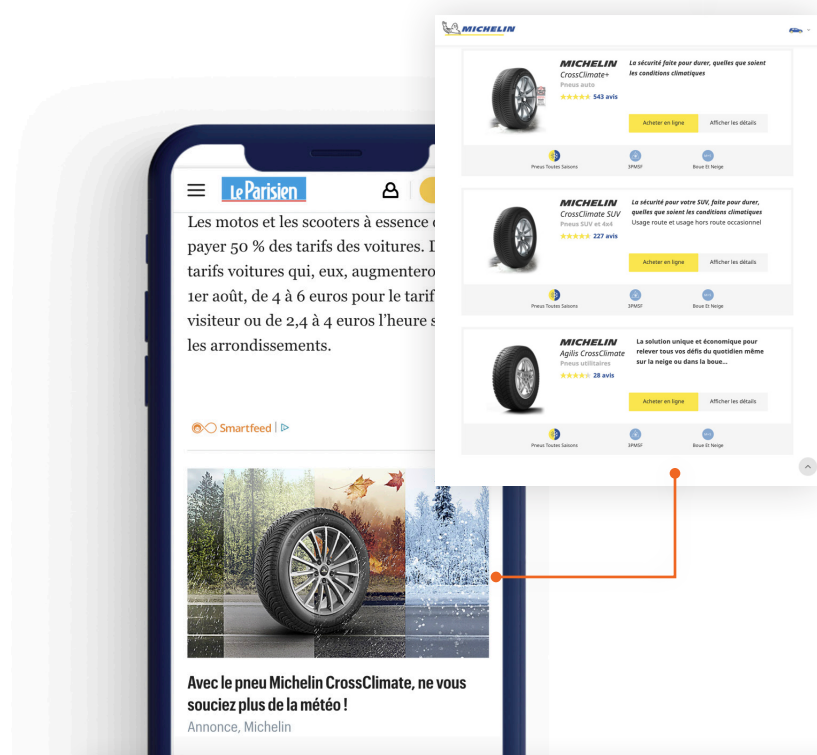 MICHELIN
MICHELIN
CrossClimate+
Pneus auto
543 avis
La sécurité faite pour durer, quelles que soient
les conditions climatiques
Acheter en ligne
Afficher les détails
Pneus Toutes Saisons
3PMSF
Boue Et Neige
MICHELIN
CrossClimate SUV
Pneus SUV et 4x4
227 avis
La sécurité pour votre SUV, faite pour durer,
quelles que soient les conditions climatiques
Usage route et usage hors route occasionnel
Acheter en ligne
Afficher les détails
Pneus Toutes Saisons
3PMSF
Boue Et Neige
MICHELIN
Agilis CrossClimate
Pneus utilitaires
28 avis
La solution unique et économique pour
relever tous vos défis du quotidien même
sur la neige ou dans la boue...
Acheter en ligne
Afficher les détails
Pneus Toutes Saisons
3PMSF
Boue Et Neige
Le Parisien
Les motos et les scooters à essence
payer 50 % des tarifs des voitures.
tarifs voitures qui, eux,
1er août, de 4 à 6 euros pour le tarif
visiteur ou de 2,4 à 4 euros l'heure
les arrondissements.
Smartfeed
Avec le pneu Michelin CrossClimate, ne vous
souciez plus de la météo !
Annonce, Michelin